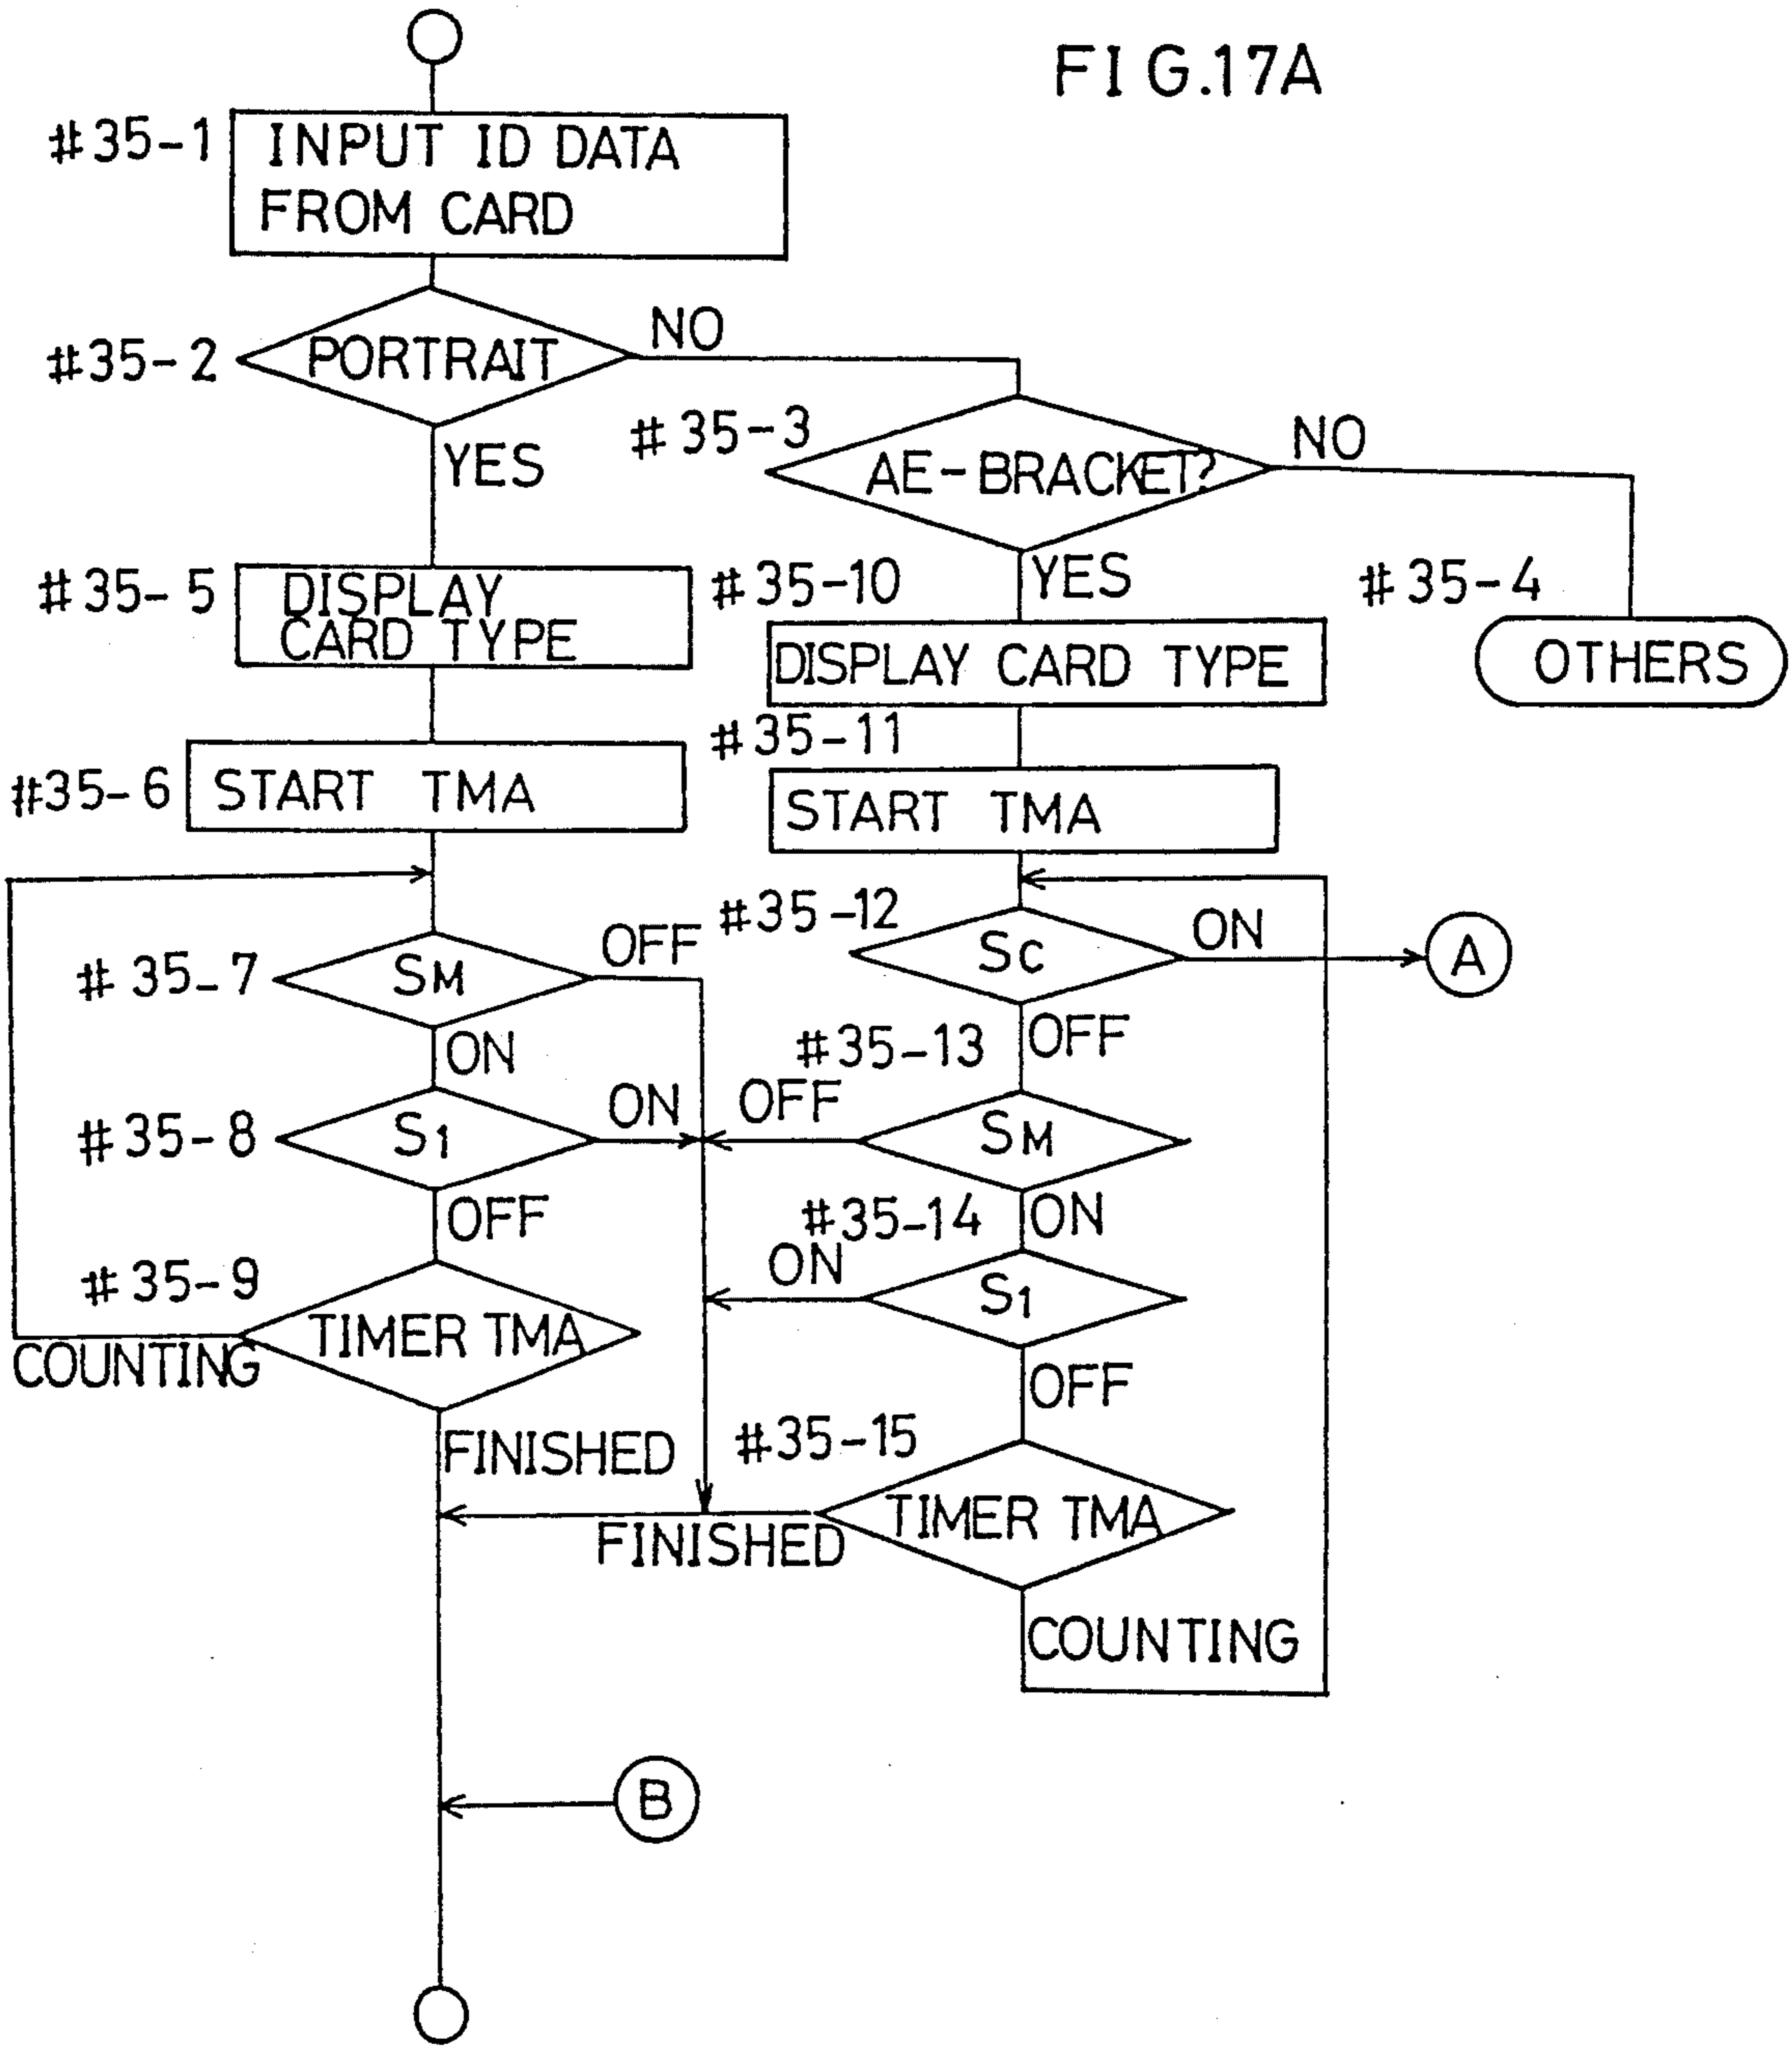 FIG.17A
#35-1
INPUT ID DATA
FROM CARD
#35-2
PORTRAIT
NO
YES
#35-3
AE-BRACKET?
NO
YES
#35-4
OTHERS
#35-5
DISPLAY
CARD TYPE
#35-10
DISPLAY CARD TYPE
#35-6
START TMA
#35-11
START TMA
#35-7
SM
OFF
ON
#35-12
SC
ON
A
OFF
#35-8
S1
ON
OFF
#35-13
SM
OFF
ON
#35-14
S1
ON
OFF
#35-9
TIMER TMA
COUNTING
FINISHED
#35-15
TIMER TMA
FINISHED
COUNTING
B